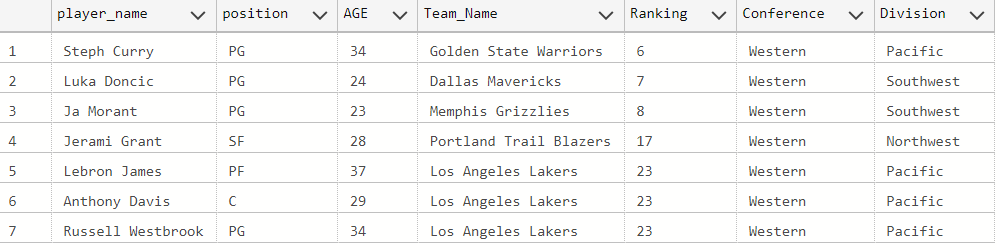 player_name position AGE Team_Name Ranking Conference Division
1 Steph Curry PG 34 Golden State Warriors 6 Western Pacific
2 Luka Doncic PG 24 Dallas Mavericks 7 Western Southwest
3 Ja Morant PG 23 Memphis Grizzlies 8 Western Southwest
4 Jerami Grant SF 28 Portland Trail Blazers 17 Western Northwest
5 Lebron James PF 37 Los Angeles Lakers 23 Western Pacific
6 Anthony Davis C 29 Los Angeles Lakers 23 Western Pacific
7 Russell Westbrook PG 34 Los Angeles Lakers 23 Western Pacific